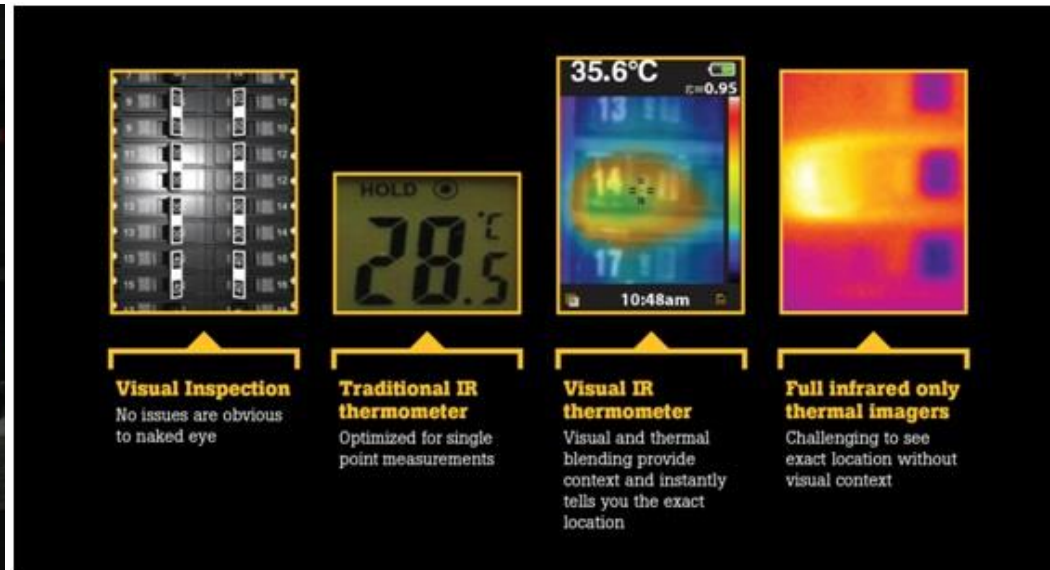 HOLD
28.5 °C
35.6°C
ε=0.95
13
14
17
10:48am
Visual Inspection
No issues are obvious
to naked eye
Traditional IR
thermometer
Optimized for single
point measurements
Visual IR
thermometer
Visual and thermal
blending provide
context and instantly
tells you the exact
location
Full infrared only
thermal imagers
Challenging to see
exact location without
visual context